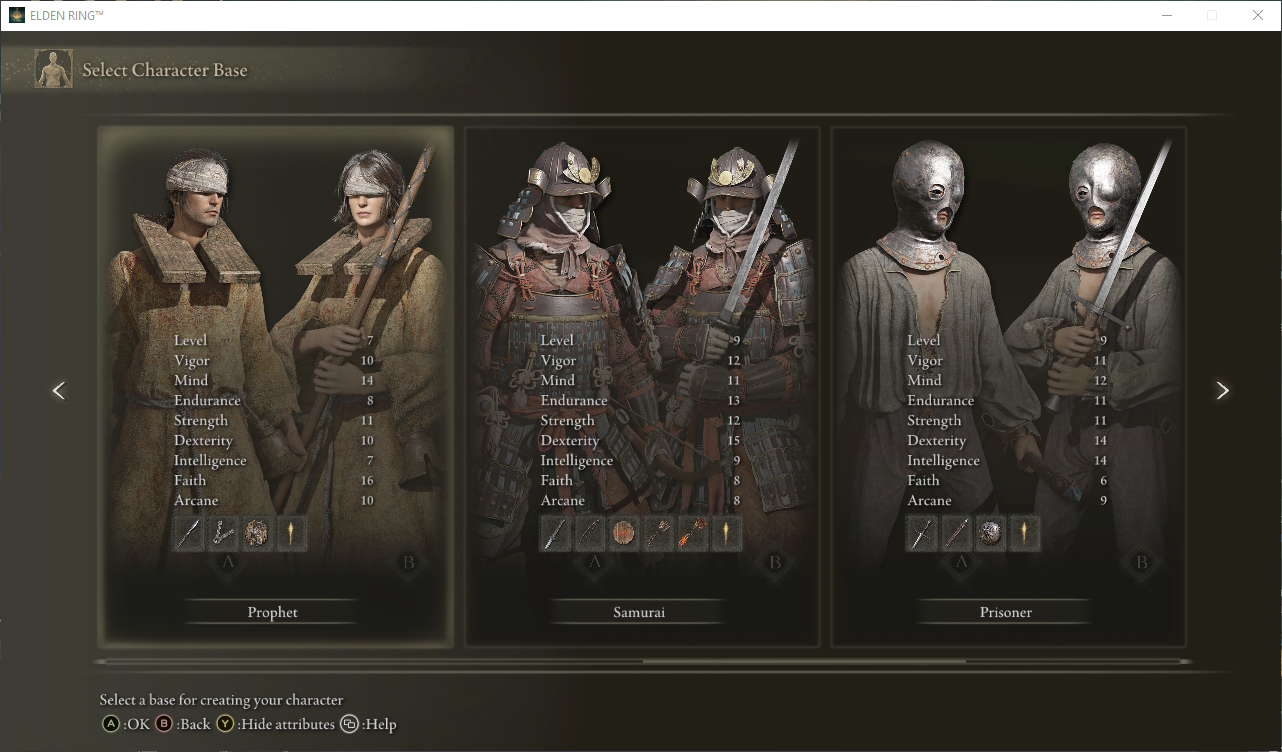 ELDEN RING™
Select Character Base
Level 7
Vigor 10
Mind 14
Endurance 8
Strength 11
Dexterity 10
Intelligence 7
Faith 16
Arcane 10
A B
Prophet
Level 9
Vigor 12
Mind 11
Endurance 13
Strength 12
Dexterity 15
Intelligence 9
Faith 8
Arcane 8
A B
Samurai
Level 9
Vigor 11
Mind 12
Endurance 11
Strength 11
Dexterity 14
Intelligence 14
Faith 6
Arcane 9
A B
Prisoner
Select a base for creating your character
A :OK B :Back Y :Hide attributes :Help